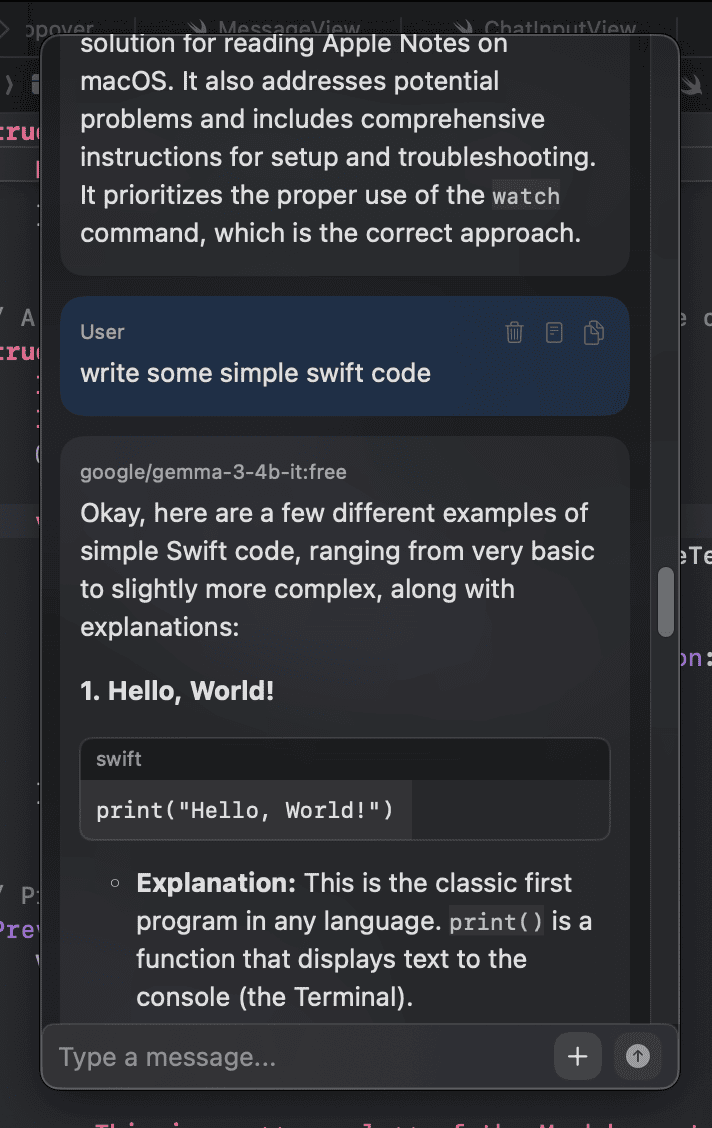 opover MessageView ChatInputView
solution for reading Apple Notes on
macOS. It also addresses potential
problems and includes comprehensive
instructions for setup and troubleshooting.
It prioritizes the proper use of the watch
command, which is the correct approach.
User
write some simple swift code
google/gemma-3-4b-it:free
Okay, here are a few different examples of
simple Swift code, ranging from very basic
to slightly more complex, along with
explanations:
1. Hello, World!
swift
print("Hello, World!")
Explanation: This is the classic first
program in any language. print() is a
function that displays text to the
console (the Terminal).
Type a message...